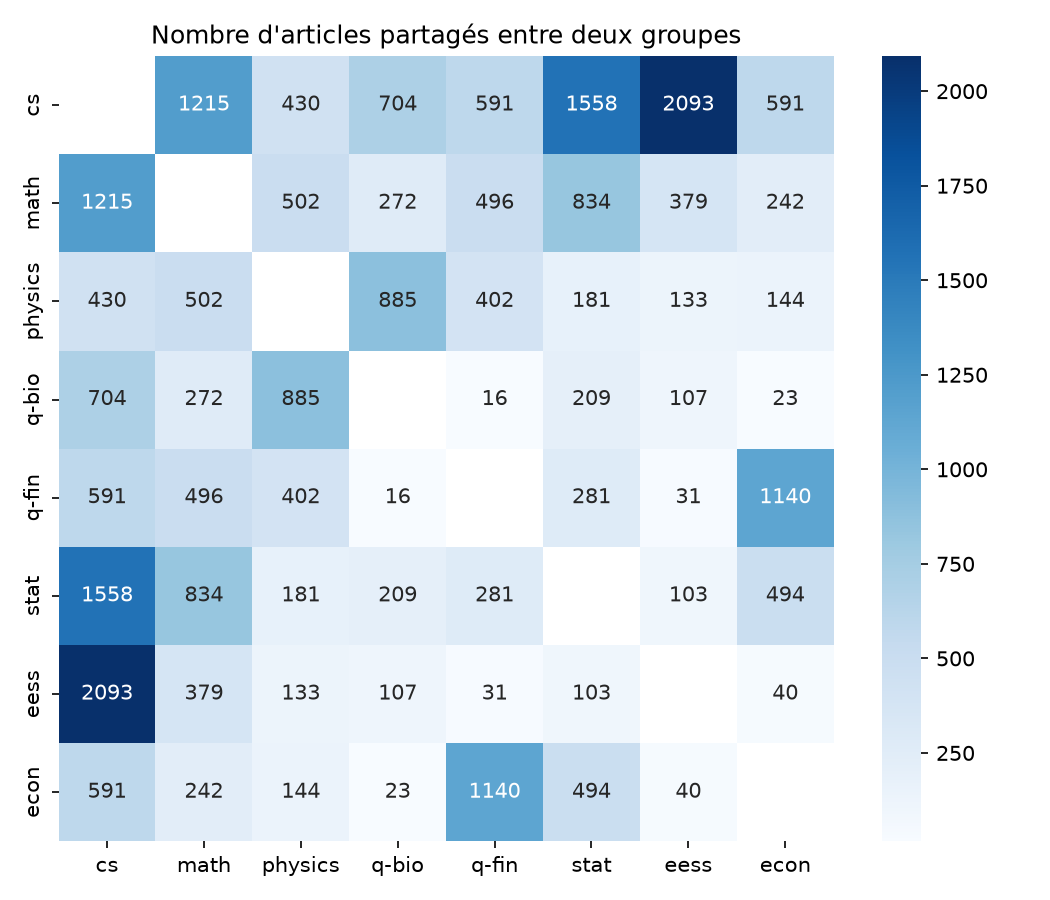 Nombre d'articles partagés entre deux groupes
cs 1215 430 704 591 1558 2093 591
math 1215 502 272 496 834 379 242
physics 430 502 885 402 181 133 144
q-bio 704 272 885 16 209 107 23
q-fin 591 496 402 16 281 31 1140
stat 1558 834 181 209 281 103 494
eess 2093 379 133 107 31 103 40
econ 591 242 144 23 1140 494 40
cs math physics q-bio q-fin stat eess econ
2000
1750
1500
1250
1000
750
500
250